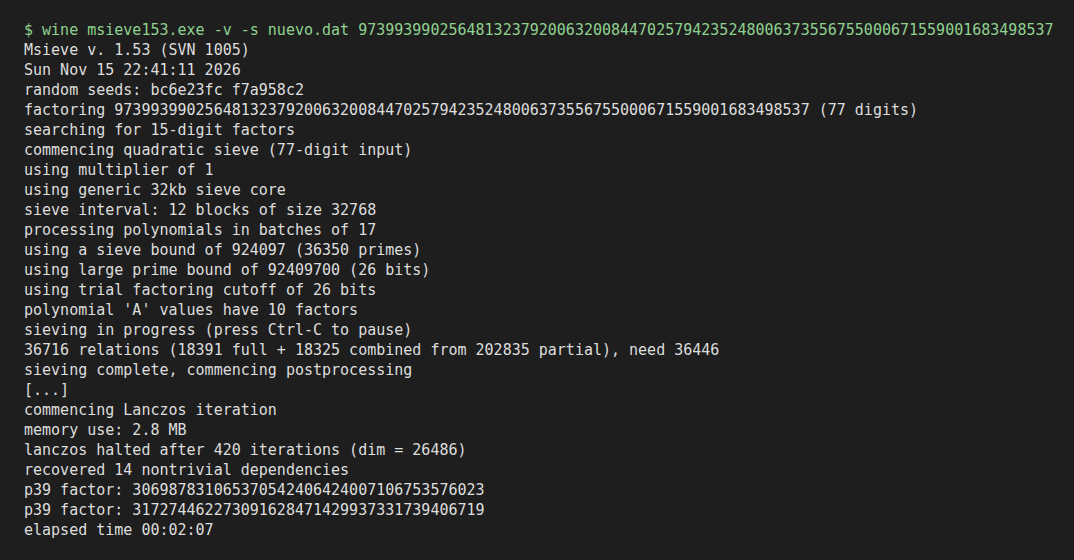 $ wine msieve153.exe -v -s nuevo.dat 97399399025648132379200632008447025794235248006373556755000671559001683498537
Msieve v. 1.53 (SVN 1005)
Sun Nov 15 22:41:11 2026
random seeds: bc6e23fc f7a958c2
factoring 97399399025648132379200632008447025794235248006373556755000671559001683498537 (77 digits)
searching for 15-digit factors
commencing quadratic sieve (77-digit input)
using multiplier of 1
using generic 32kb sieve core
sieve interval: 12 blocks of size 32768
processing polynomials in batches of 17
using a sieve bound of 924097 (36350 primes)
using large prime bound of 92409700 (26 bits)
using trial factoring cutoff of 26 bits
polynomial 'A' values have 10 factors
sieving in progress (press Ctrl-C to pause)
36716 relations (18391 full + 18325 combined from 202835 partial), need 36446
sieving complete, commencing postprocessing
[...]
commencing Lanczos iteration
memory use: 2.8 MB
lanczos halted after 420 iterations (dim = 26486)
recovered 14 nontrivial dependencies
p39 factor: 306987831065370542406424007106753576023
p39 factor: 317274462273091628471429937331739406719
elapsed time 00:02:07